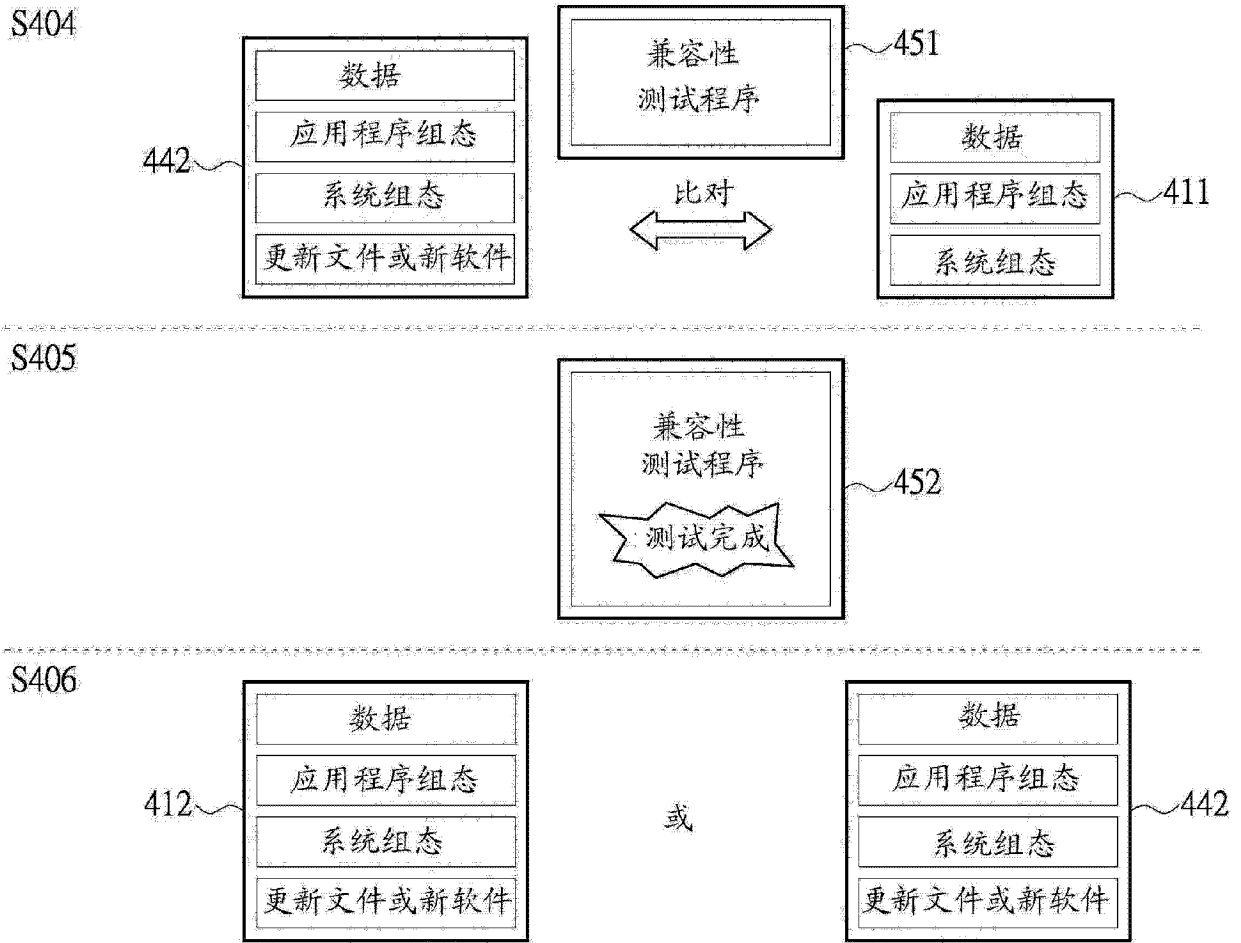 S404
数据
应用程序组态
系统组态
更新文件或新软件
442
兼容性
测试程序
451
比对
数据
应用程序组态
系统组态
411
S405
兼容性
测试程序
测试完成
452
S406
数据
应用程序组态
系统组态
更新文件或新软件
412
或
数据
应用程序组态
系统组态
更新文件或新软件
442